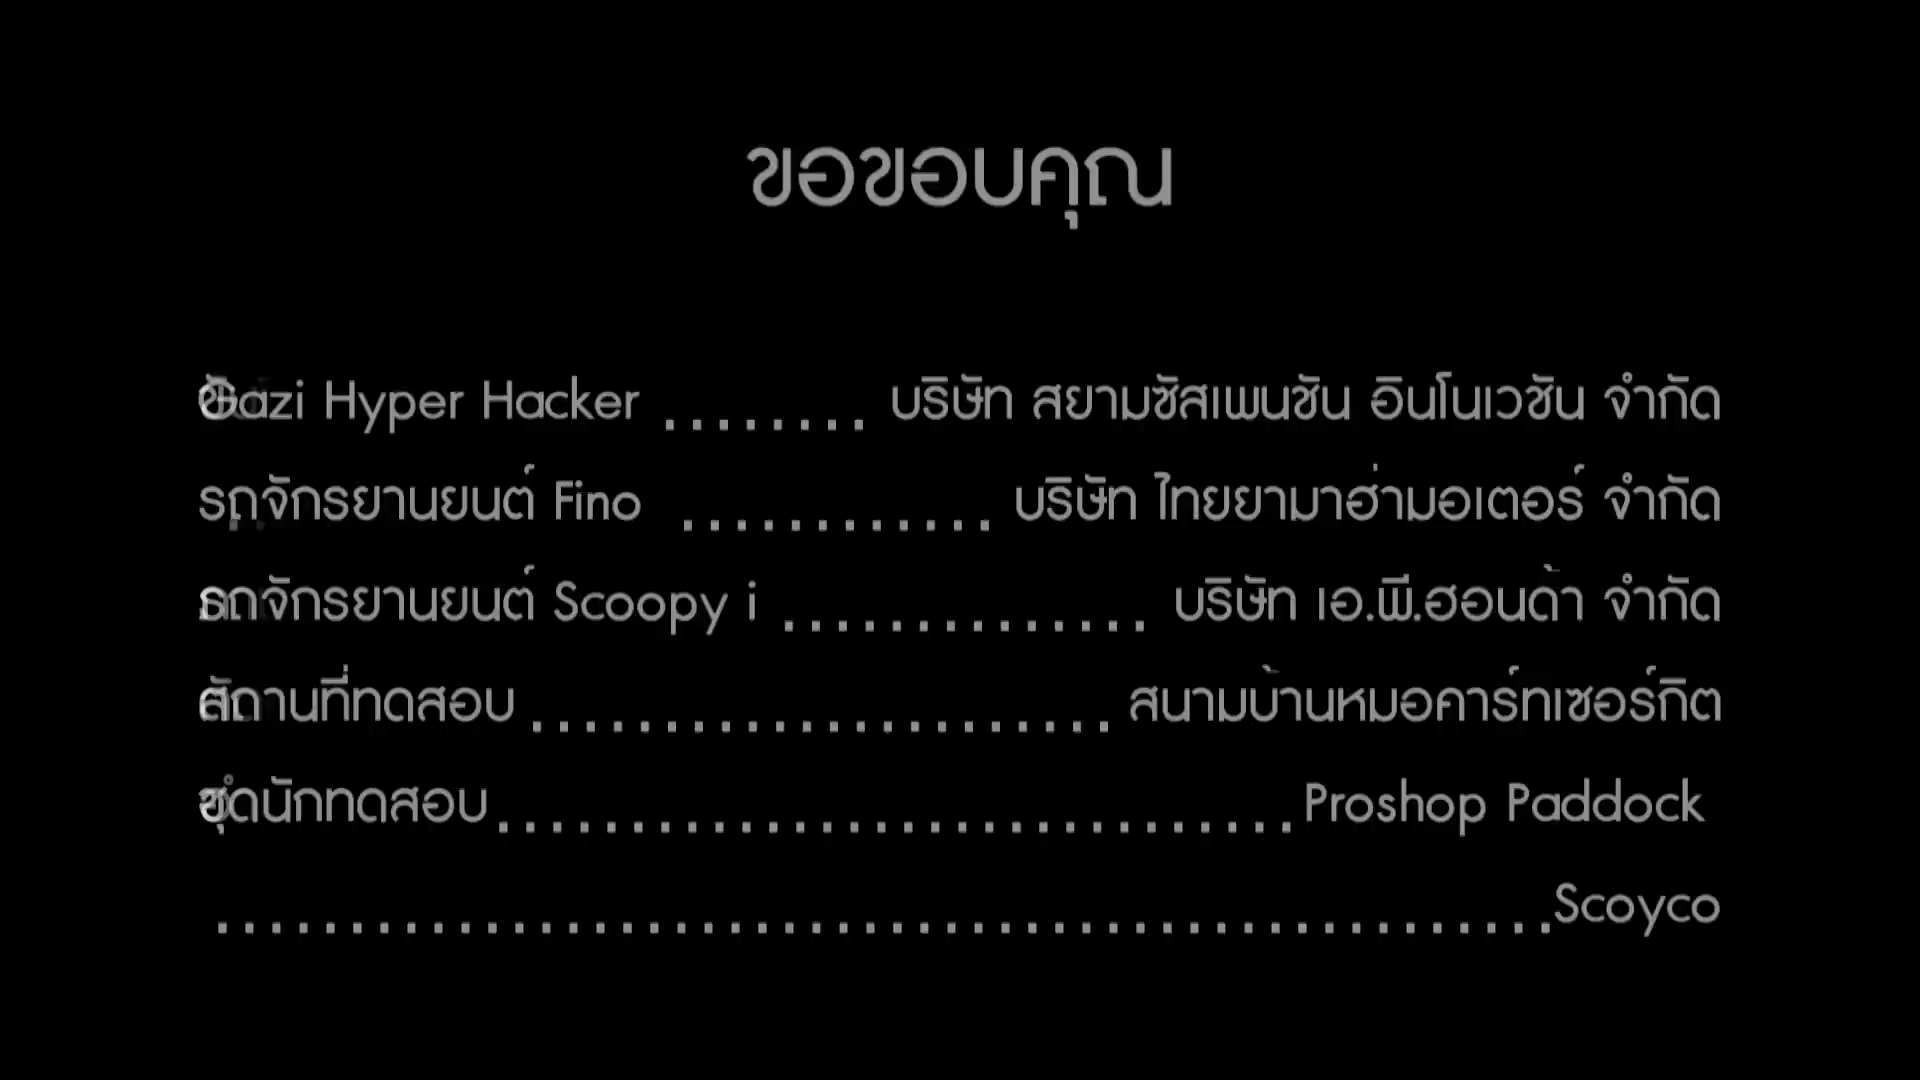 ขอขอบคุณ
Gazi Hyper Hacker ........ บริษัท สยามซัสเพนชัน อินโนเวชัน จำกัด
รถจักรยานยนต์ Fino ............ บริษัท ไทยยามาฮ่ามอเตอร์ จำกัด
รถจักรยานยนต์ Scoopy i .............. บริษัท เอ.พี.ฮอนด้า จำกัด
สถานที่ทดสอบ ...................... สนามบ้านหมอคาร์ทเซอร์กิต
ชุดนักทดสอบ .............................. Proshop Paddock
.................................................. Scoyco